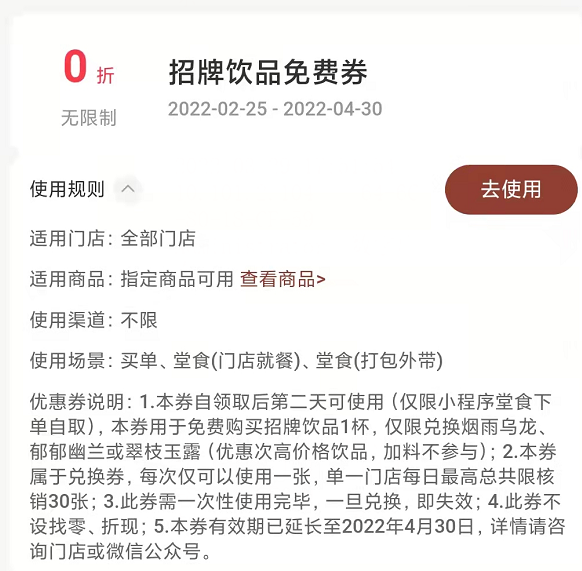 0 折
招牌饮品免费券
无限制
2022-02-25 - 2022-04-30
使用规则
去使用
适用门店：全部门店
适用商品：指定商品可用 查看商品>
使用渠道：不限
使用场景：买单、堂食(门店就餐)、堂食(打包外带)
优惠券说明：1.本券自领取后第二天可使用（仅限小程序堂食下
单自取），本券用于免费购买招牌饮品1杯，仅限兑换烟雨乌龙、
郁郁幽兰或翠枝玉露（优惠次高价格饮品，加料不参与）；2.本券
属于兑换券，每次仅可以使用一张，单一门店每日最高总共限核
销30张；3.此券需一次性使用完毕，一旦兑换，即失效；4.此券不
设找零、折现；5.本券有效期已延长至2022年4月30日，详情请咨
询门店或微信公众号。